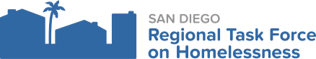 SAN DIEGO
Regional Task Force
on Homelessness